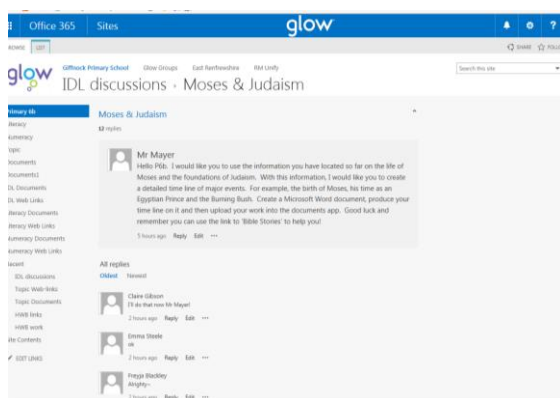 Office 365
Sites
glow
?
BROWSE
LIST
SHARE
FOLLOW
glow
Giffnock Primary School
Glow Groups
East Renfrewshire
RM Unify
IDL discussions › Moses & Judaism
Search this site
Primary 6b
Literacy
Numeracy
Topic
Documents
Documents1
IDL Documents
IDL Web Links
Literacy Documents
Literacy Web Links
Numeracy Documents
Numeracy Web Links
Recent
IDL discussions
Topic Web-links
Topic Documents
HWB links
HWB work
Site Contents
EDIT LINKS
Moses & Judaism
12 replies
Mr Mayer
Hello P6b. I would like you to use the information you have located so far on the life of
Moses and the foundations of Judaism. With this information, I would like you to create
a detailed time line of major events. For example, the birth of Moses, his time as an
Egyptian Prince and the Burning Bush. Create a Microsoft Word document, produce your
time line on it and then upload your work into the documents app. Good luck and
remember you can use the link to 'Bible Stories' to help you!
5 hours ago Reply Edit ···
All replies
Oldest Newest
Claire Gibson
I'll do that now Mr Mayer!
2 hours ago Reply Edit ···
Emma Steele
ok
2 hours ago Reply Edit ···
Freyja Blackley
Alrighty~
2 hours ago Reply Edit ···